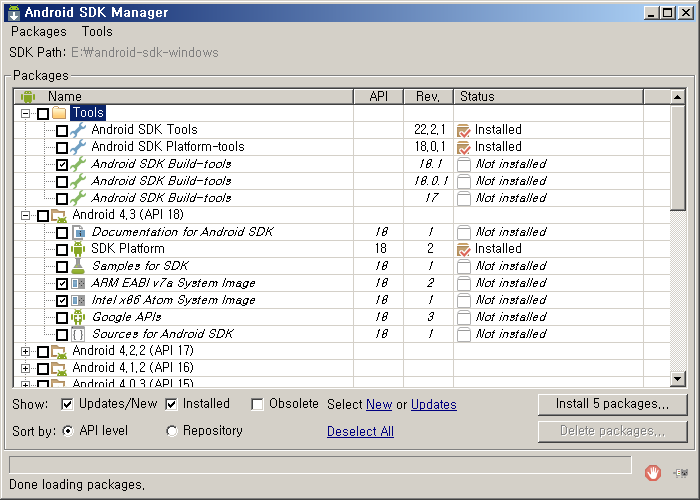 Android SDK Manager
Packages Tools
SDK Path: E:₩android-sdk-windows
Packages
Name API Rev. Status
Tools
Android SDK Tools 22,2,1 Installed
Android SDK Platform-tools 18,0,1 Installed
Android SDK Build-tools 18.1 Not installed
Android SDK Build-tools 18.0.1 Not installed
Android SDK Build-tools 17 Not installed
Android 4,3 (API 18)
Documentation for Android SDK 18 1 Not installed
SDK Platform 18 2 Installed
Samples for SDK 18 1 Not installed
ARM EABI v7a System Image 18 2 Not installed
Intel x86 Atom System Image 18 1 Not installed
Google APIs 18 3 Not installed
Sources for Android SDK 18 1 Not installed
Android 4,2,2 (API 17)
Android 4,1,2 (API 16)
Android 4,0,3 (API 15)
Show: Updates/New Installed Obsolete Select New or Updates Install 5 packages,,,
Sort by: API level Repository Deselect All Delete packages,,,
Done loading packages,